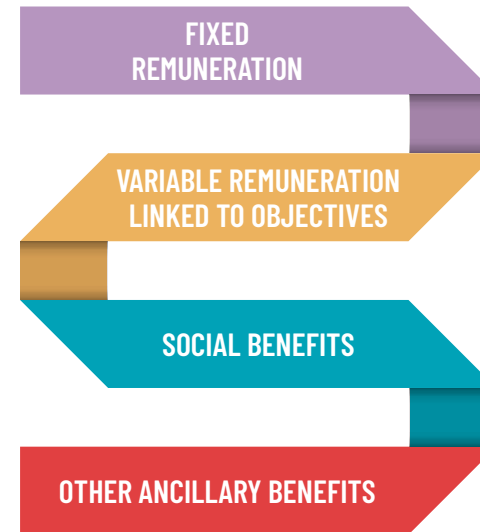 FIXED
REMUNERATION
VARIABLE REMUNERATION
LINKED TO OBJECTIVES
SOCIAL BENEFITS
OTHER ANCILLARY BENEFITS